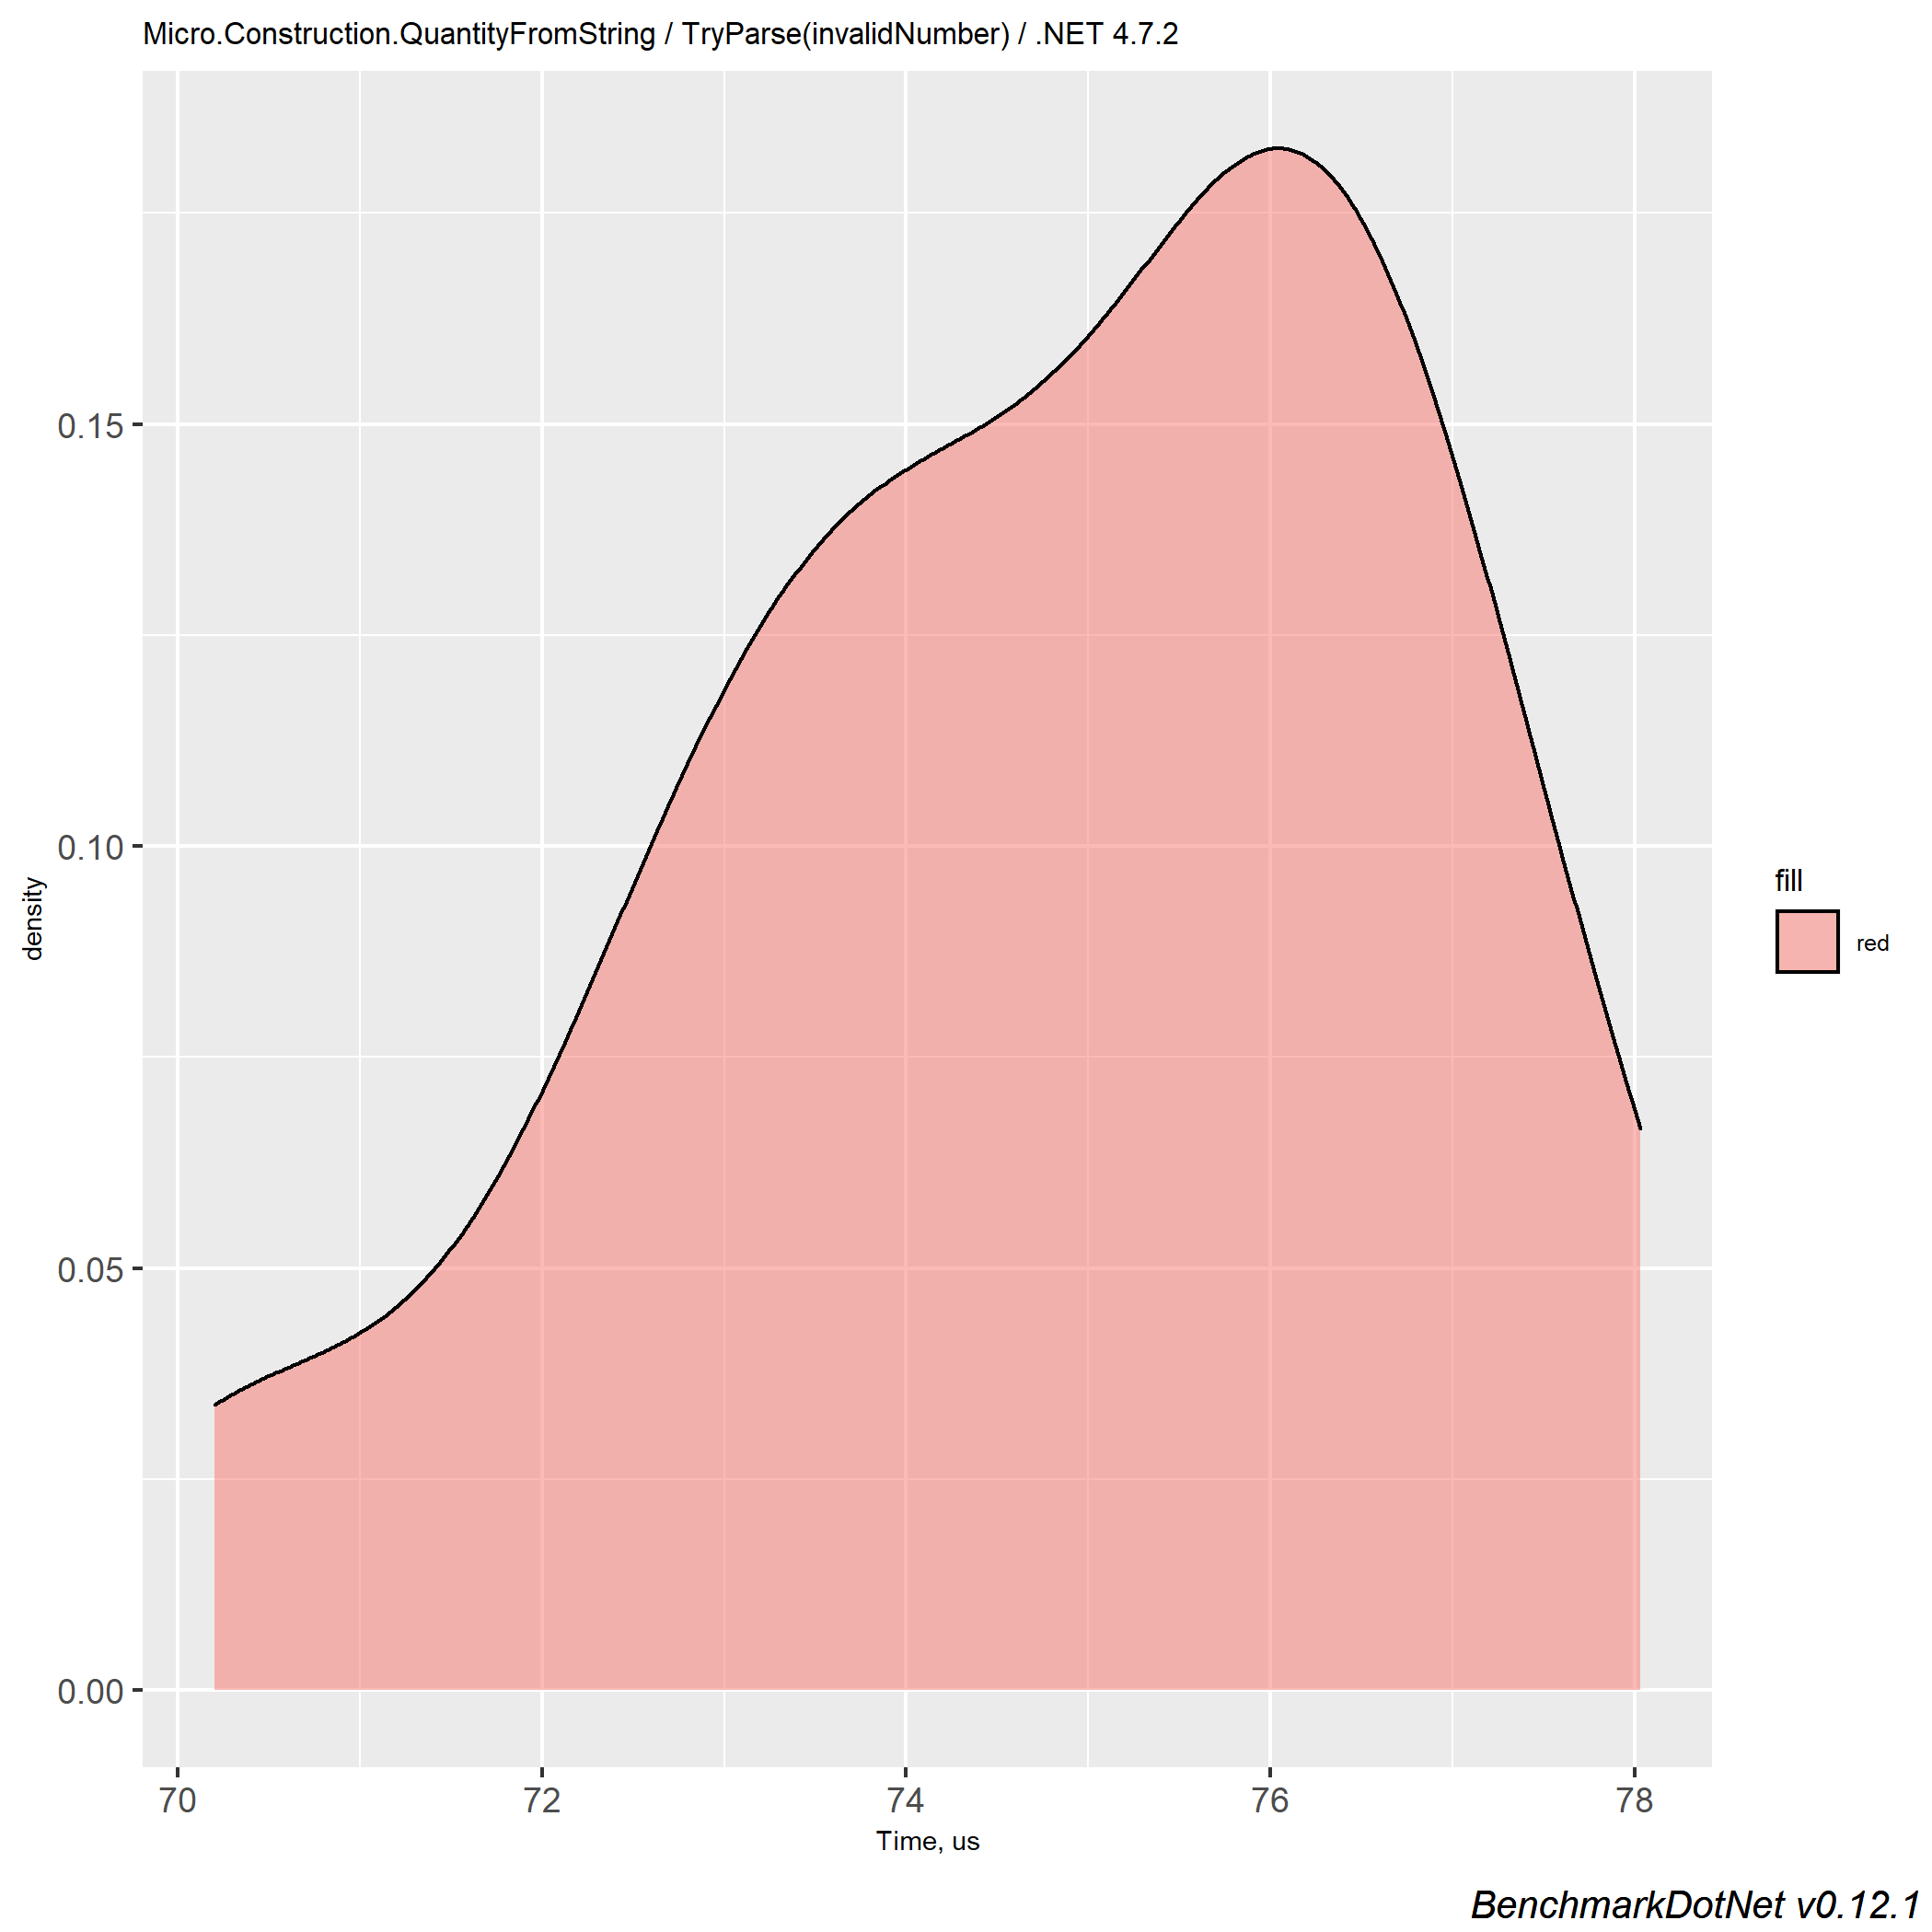 Micro.Construction.QuantityFromString / TryParse(invalidNumber) / .NET 4.7.2
0.15
0.10
0.05
0.00
density
70 72 74 76 78
Time, us
fill
red
BenchmarkDotNet v0.12.1